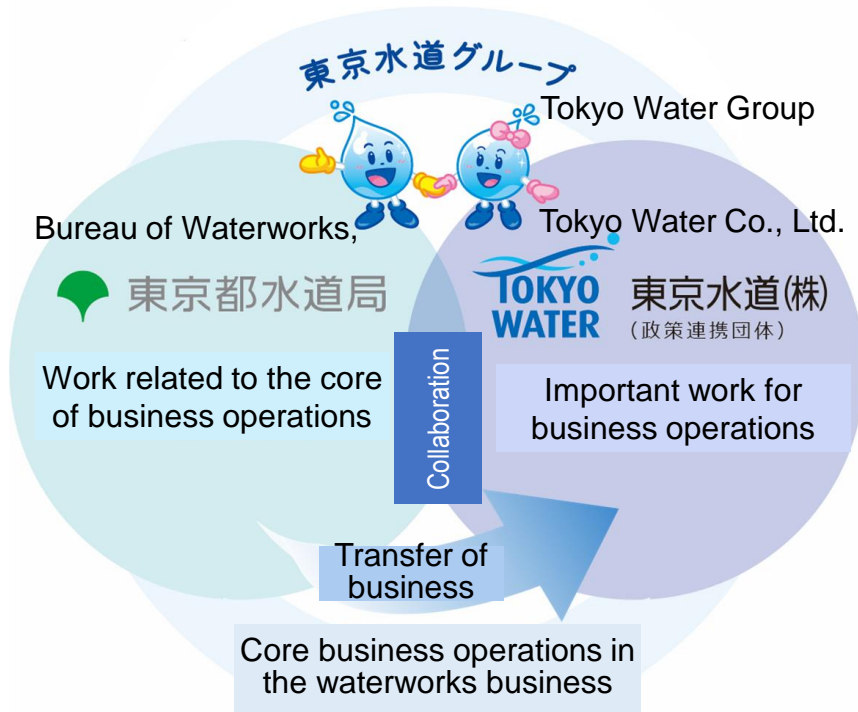 東京水道グループ
Tokyo Water Group
Bureau of Waterworks,
東京都水道局
Tokyo Water Co., Ltd.
TOKYO
WATER
東京水道(株)
(政策連携団体)
Work related to the core
of business operations
Collaboration
Important work for
business operations
Transfer of
business
Core business operations in
the waterworks business